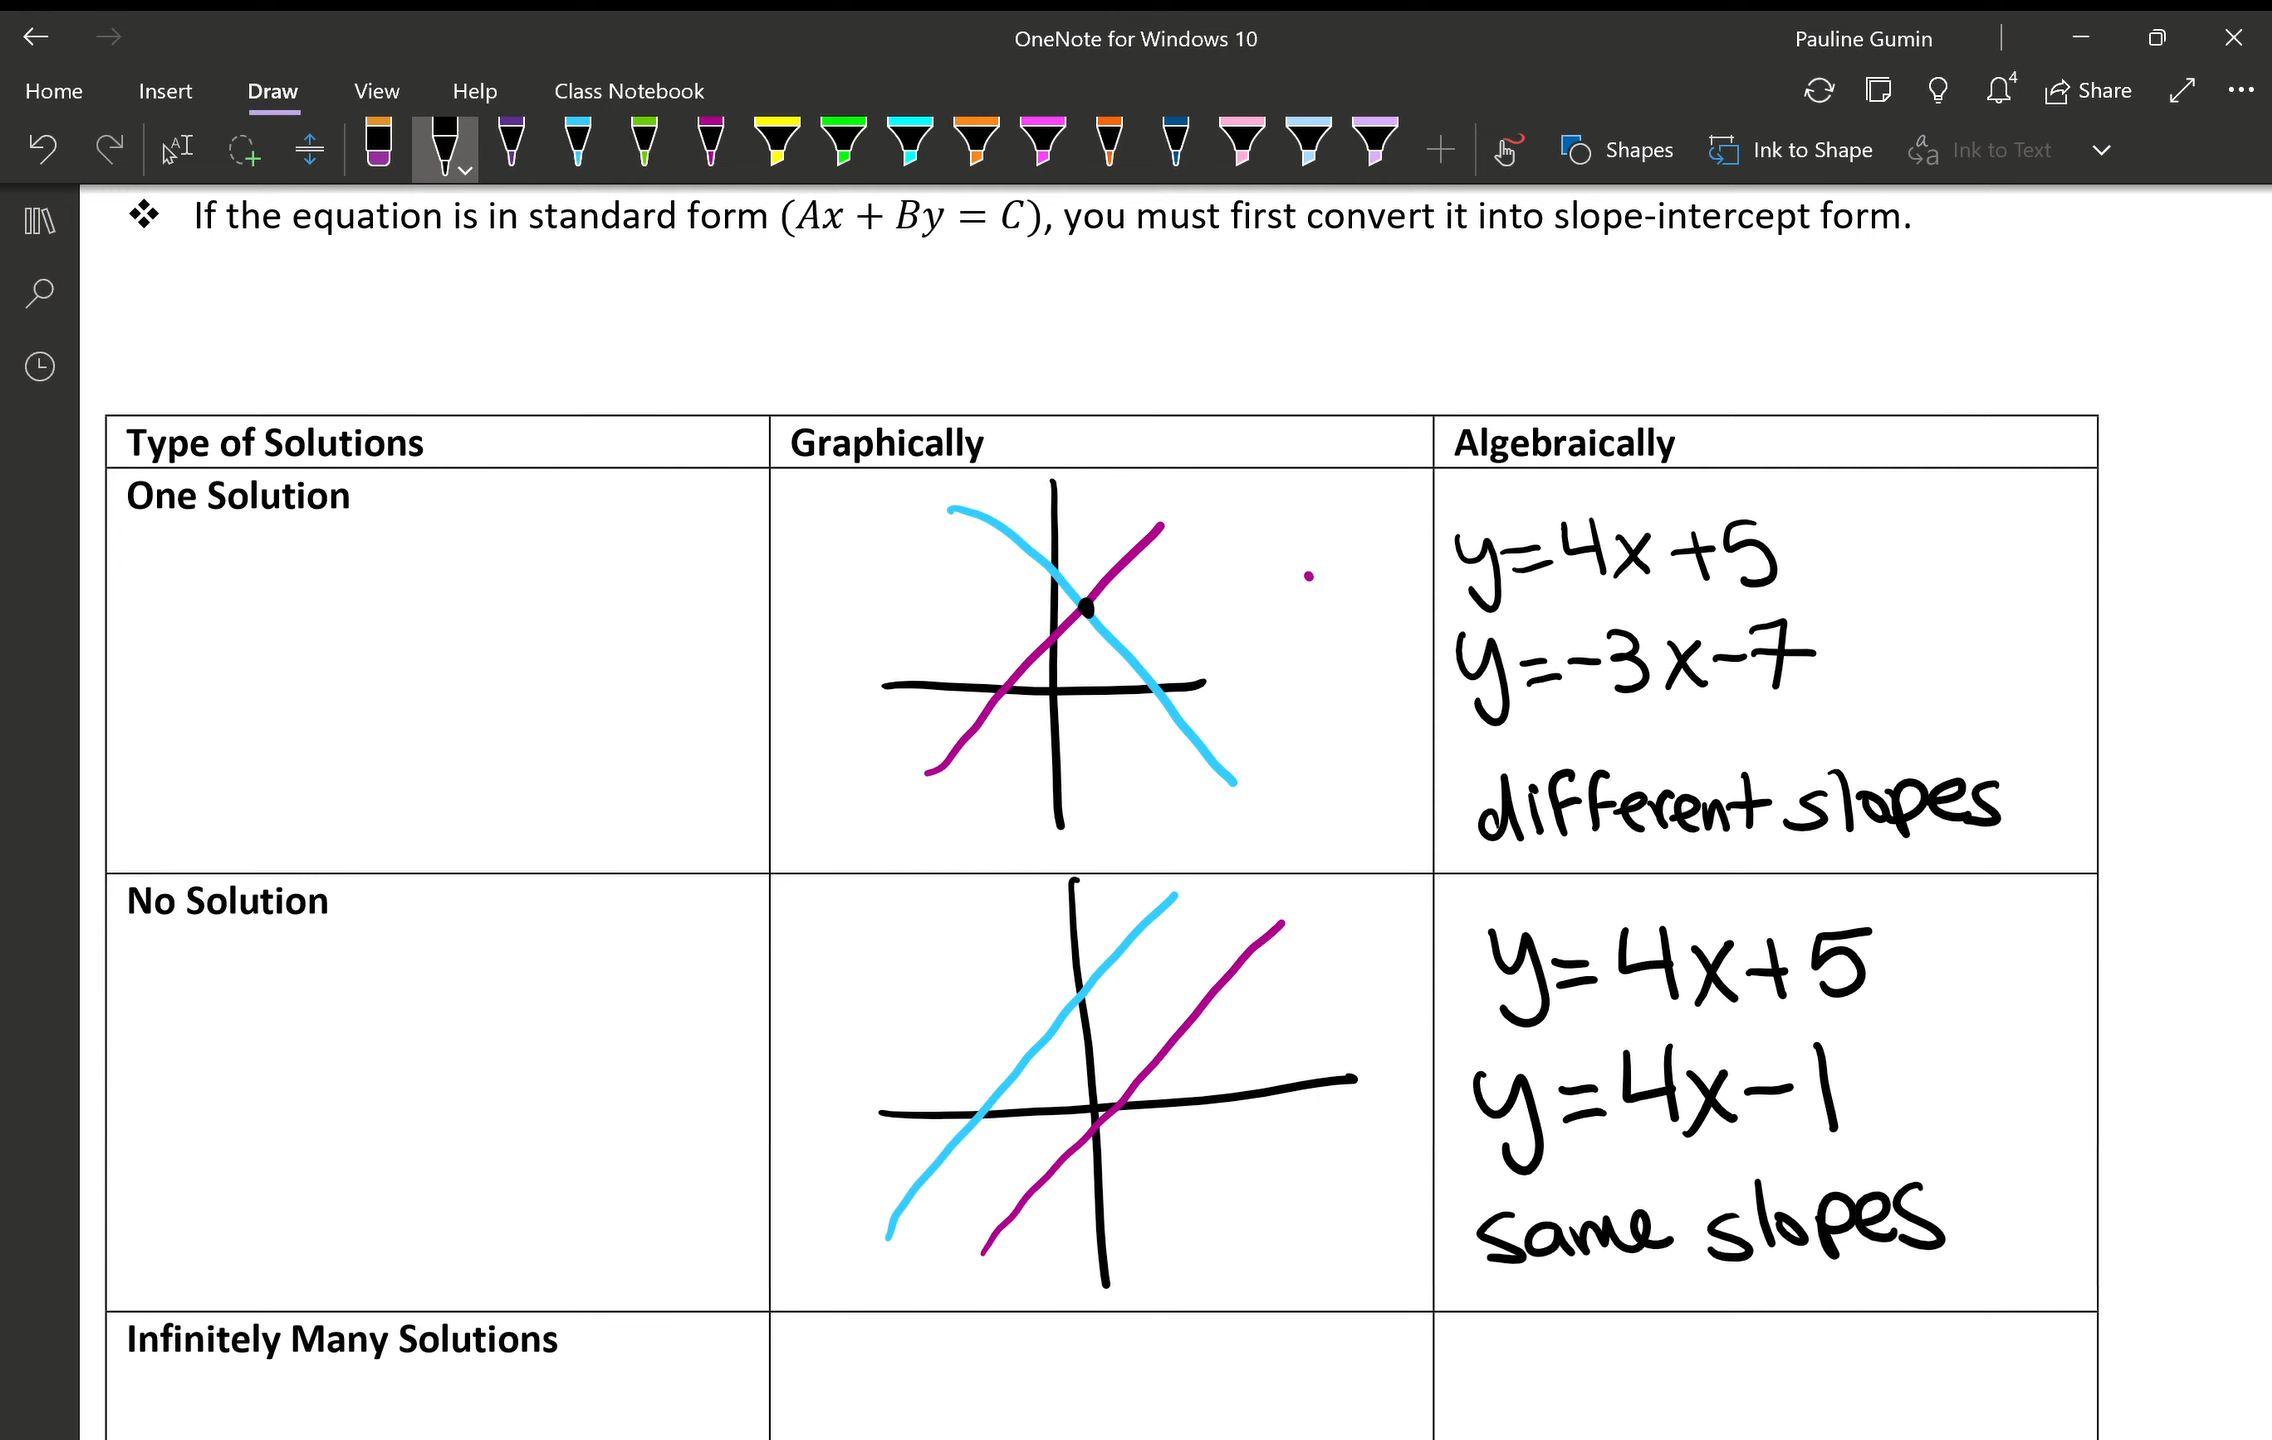 OneNote for Windows 10
Pauline Gumin
Home Insert Draw View Help Class Notebook
4
Share
Shapes Ink to Shape Ink to Text
❖ If the equation is in standard form (Ax + By = C), you must first convert it into slope-intercept form.
Type of Solutions Graphically Algebraically
One Solution
y=4x+5
y=-3x-7
different slopes
No Solution
y=4x+5
y=4x-1
same slopes
Infinitely Many Solutions